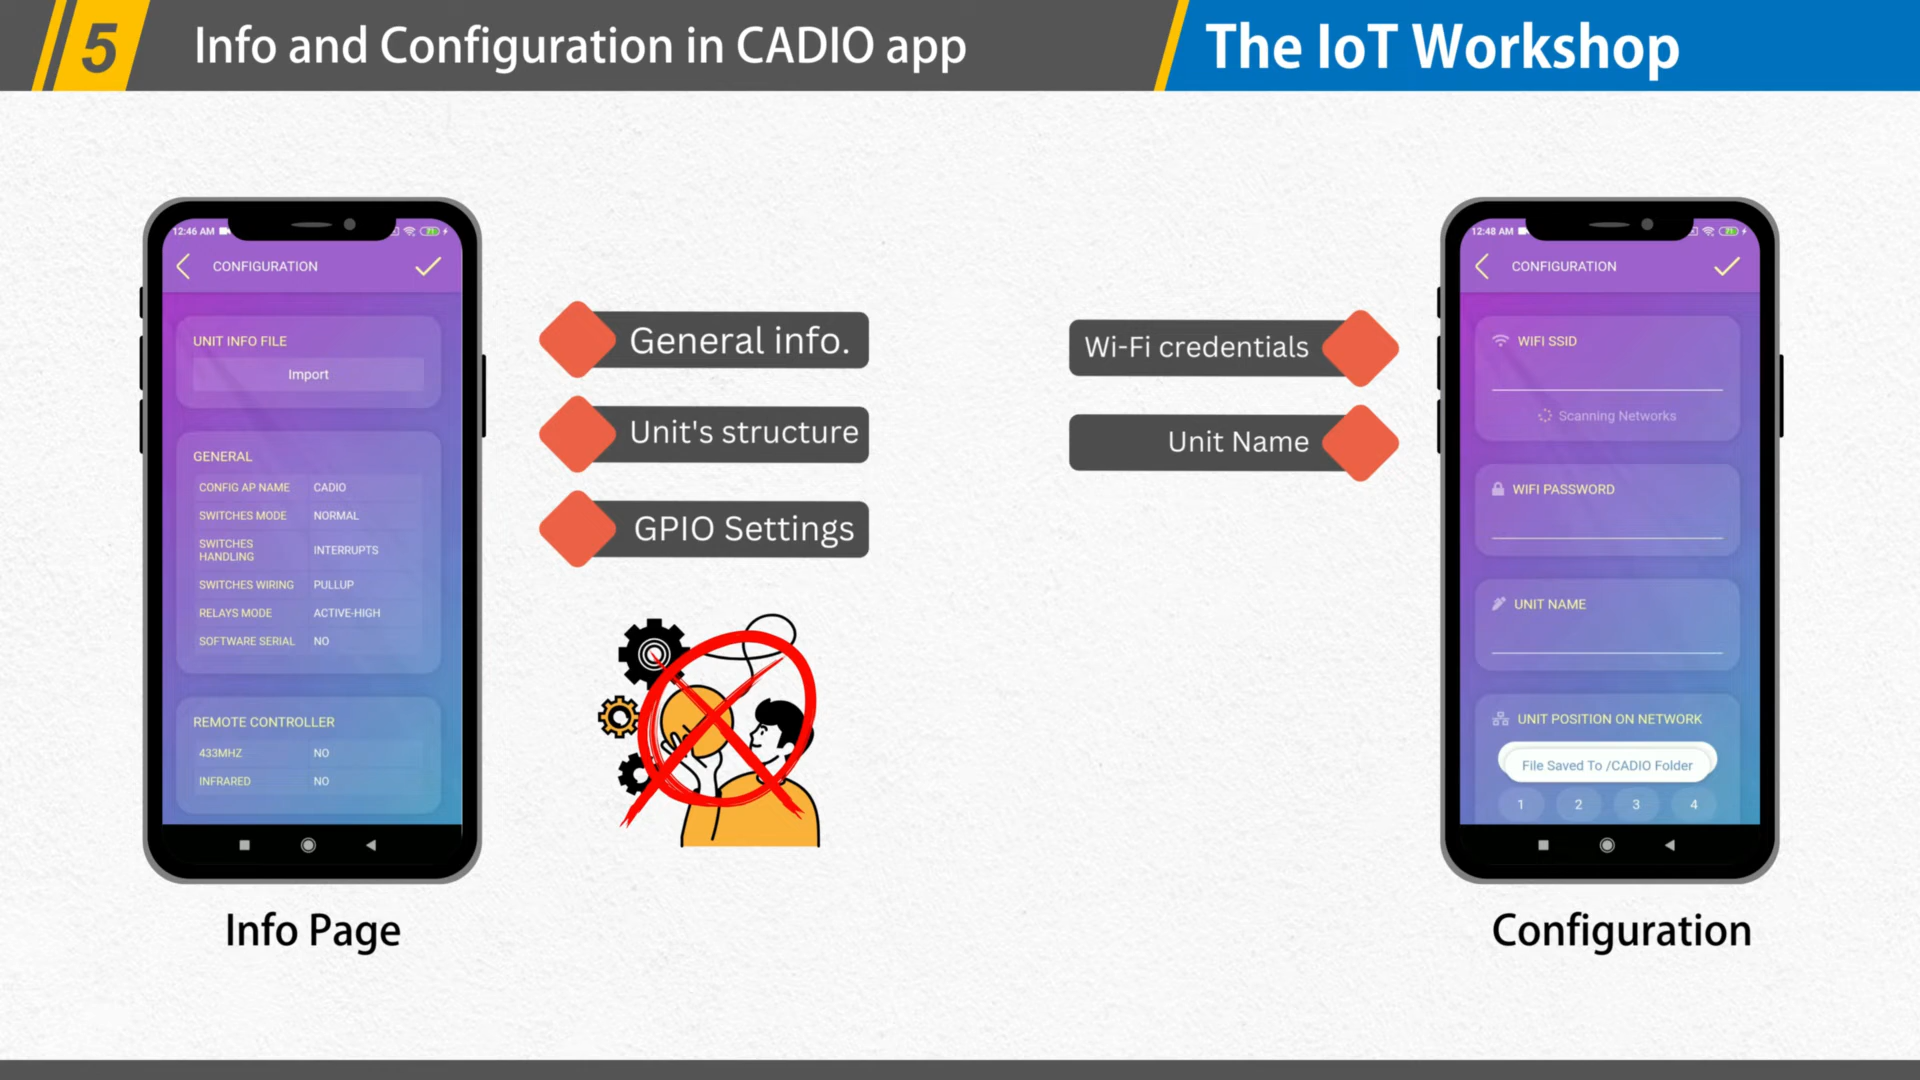 5
Info and Configuration in CADIO app
The IoT Workshop
12:46 AM
71
CONFIGURATION
UNIT INFO FILE
Import
GENERAL
CONFIG AP NAME CADIO
SWITCHES MODE NORMAL
SWITCHES
HANDLING INTERRUPTS
SWITCHES WIRING PULLUP
RELAYS MODE ACTIVE-HIGH
SOFTWARE SERIAL NO
REMOTE CONTROLLER
433MHZ NO
INFRARED NO
Info Page
General info.
Unit's structure
GPIO Settings
Wi-Fi credentials
Unit Name
12:48 AM
71
CONFIGURATION
WIFI SSID
Scanning Networks
WIFI PASSWORD
UNIT NAME
UNIT POSITION ON NETWORK
File Saved To /CADIO Folder
1 2 3 4
Configuration